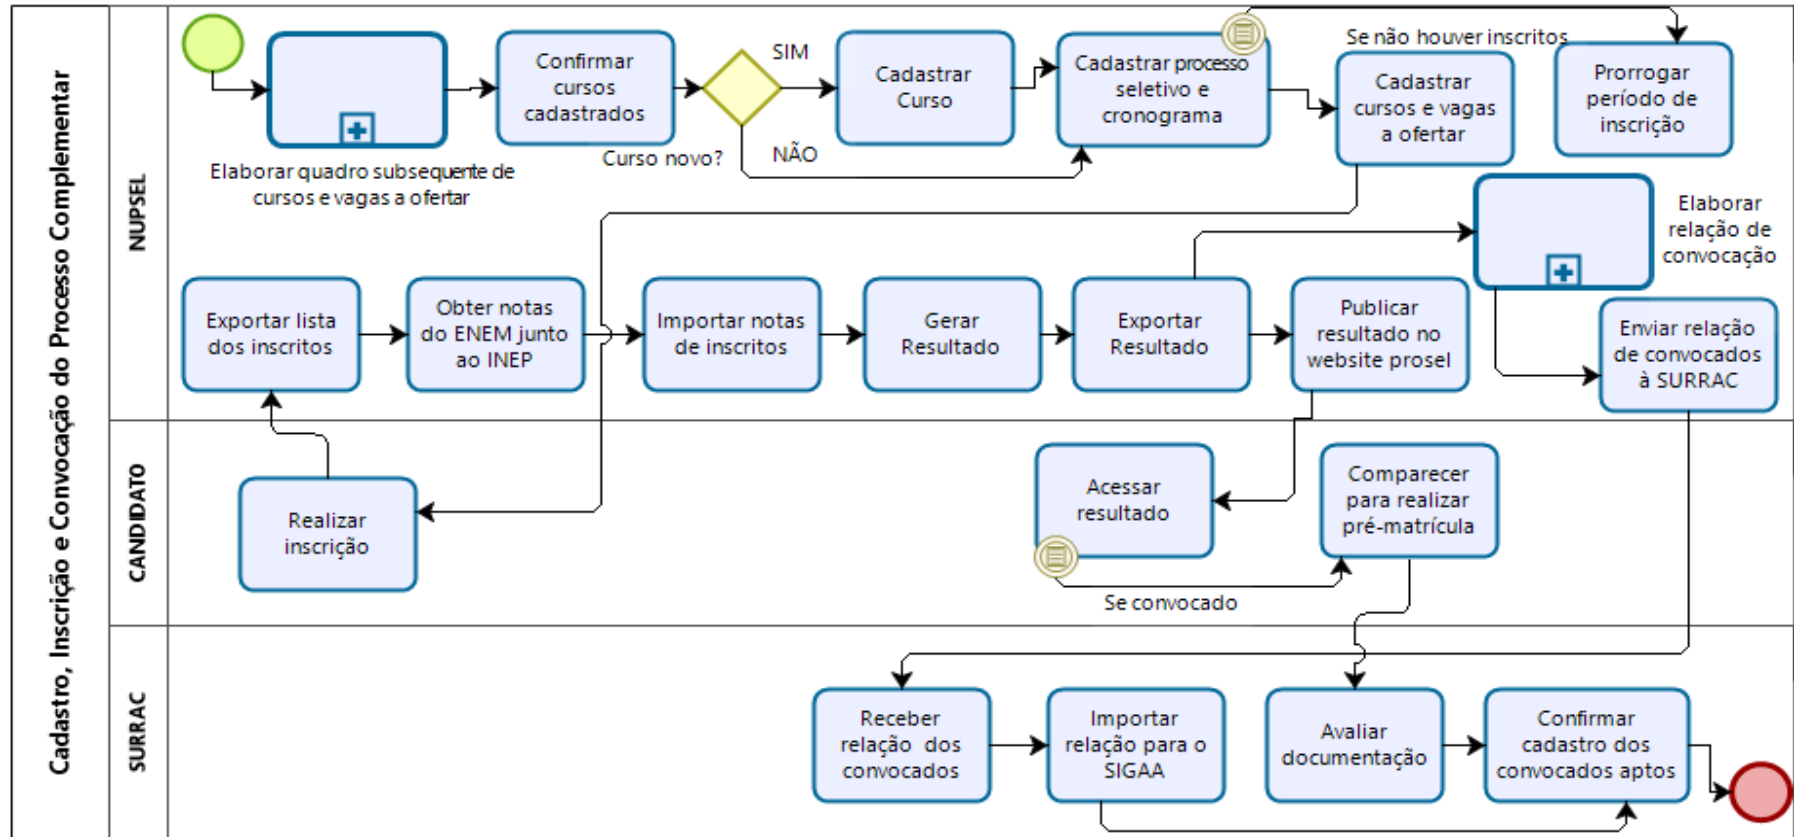 Cadastro, Inscrição e Convocação do Processo Complementar
NUPSEL
Elaborar quadro subsequente de
cursos e vagas a ofertar
Confirmar
cursos
cadastrados
Curso novo?
SIM
NÃO
Cadastrar
Curso
Cadastrar processo
seletivo e
cronograma
Se não houver inscritos
Cadastrar
cursos e vagas
a ofertar
Prorrogar
período de
inscrição
Elaborar
relação de
convocação
Exportar lista
dos inscritos
Obter notas
do ENEM junto
ao INEP
Importar notas
de inscritos
Gerar
Resultado
Exportar
Resultado
Publicar
resultado no
website prosel
Enviar relação
de convocados
à SURRAC
CANDIDATO
Realizar
inscrição
Acessar
resultado
Se convocado
Comparecer
para realizar
pré-matrícula
SURRAC
Receber
relação dos
convocados
Importar
relação para o
SIGAA
Avaliar
documentação
Confirmar
cadastro dos
convocados aptos